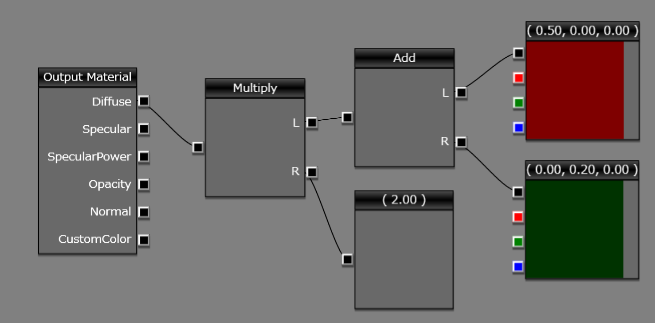 Output Material
Diffuse
Specular
SpecularPower
Opacity
Normal
CustomColor
Multiply
L
R
Add
L
R
( 2.00 )
( 0.50, 0.00, 0.00 )
( 0.00, 0.20, 0.00 )